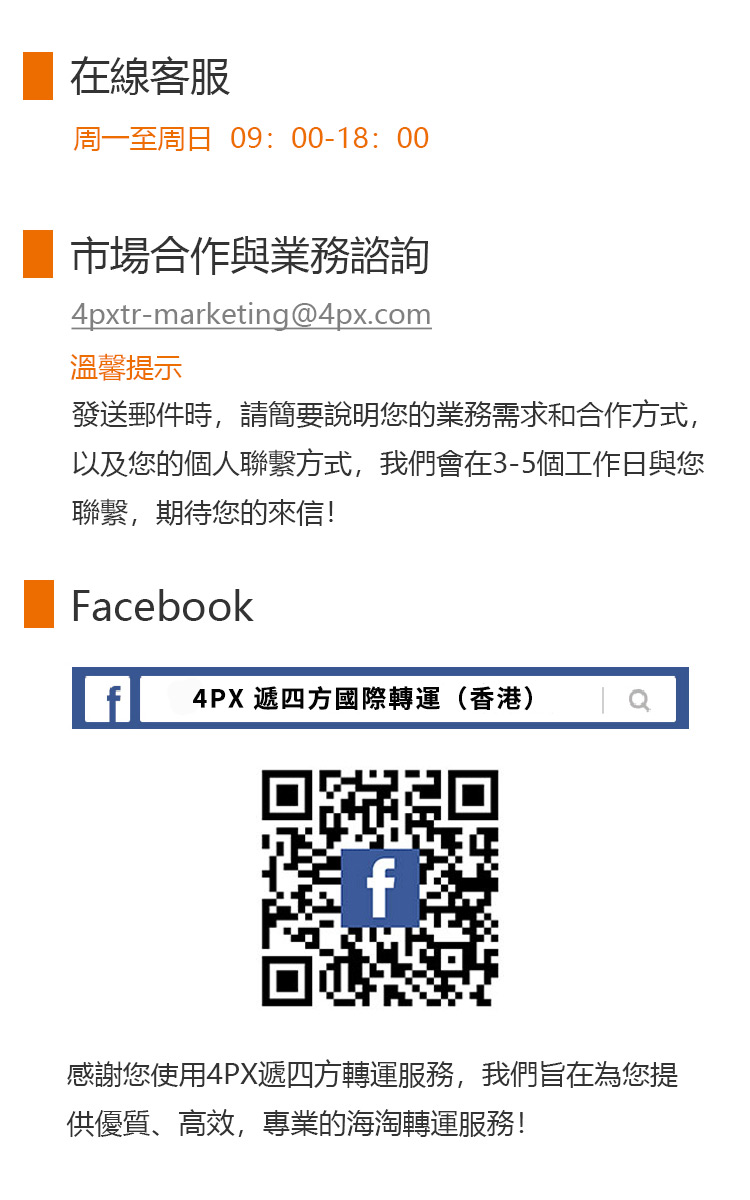 在線客服
周一至周日 09：00-18：00
市場合作與業務諮詢
4pxtr-marketing@4px.com
溫馨提示
發送郵件時，請簡要說明您的業務需求和合作方式，
以及您的個人聯繫方式，我們會在3-5個工作日與您
聯繫，期待您的來信！
Facebook
f 4PX 遞四方國際轉運（香港）
f
感謝您使用4PX遞四方轉運服務，我們旨在為您提
供優質、高效，專業的海淘轉運服務！